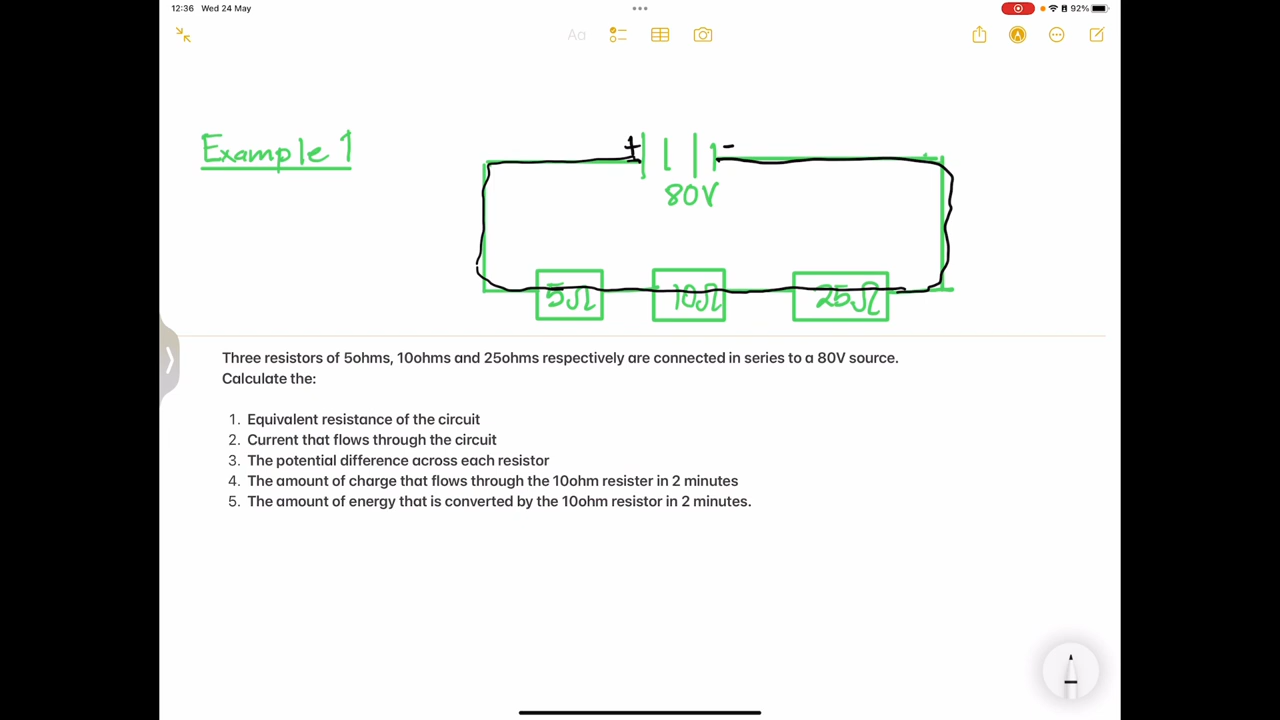 12:36 Wed 24 May
92%
Aa
Example 1
+ -
80V
5Ω 10Ω 25Ω
Three resistors of 5ohms, 10ohms and 25ohms respectively are connected in series to a 80V source.
Calculate the:
1. Equivalent resistance of the circuit
2. Current that flows through the circuit
3. The potential difference across each resistor
4. The amount of charge that flows through the 10ohm resister in 2 minutes
5. The amount of energy that is converted by the 10ohm resistor in 2 minutes.